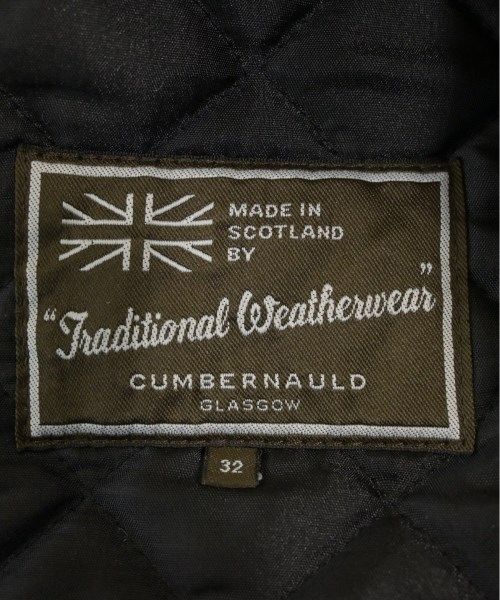 MADE IN
SCOTLAND
BY
"Traditional Weatherwear"
CUMBERNAULD
GLASGOW
32